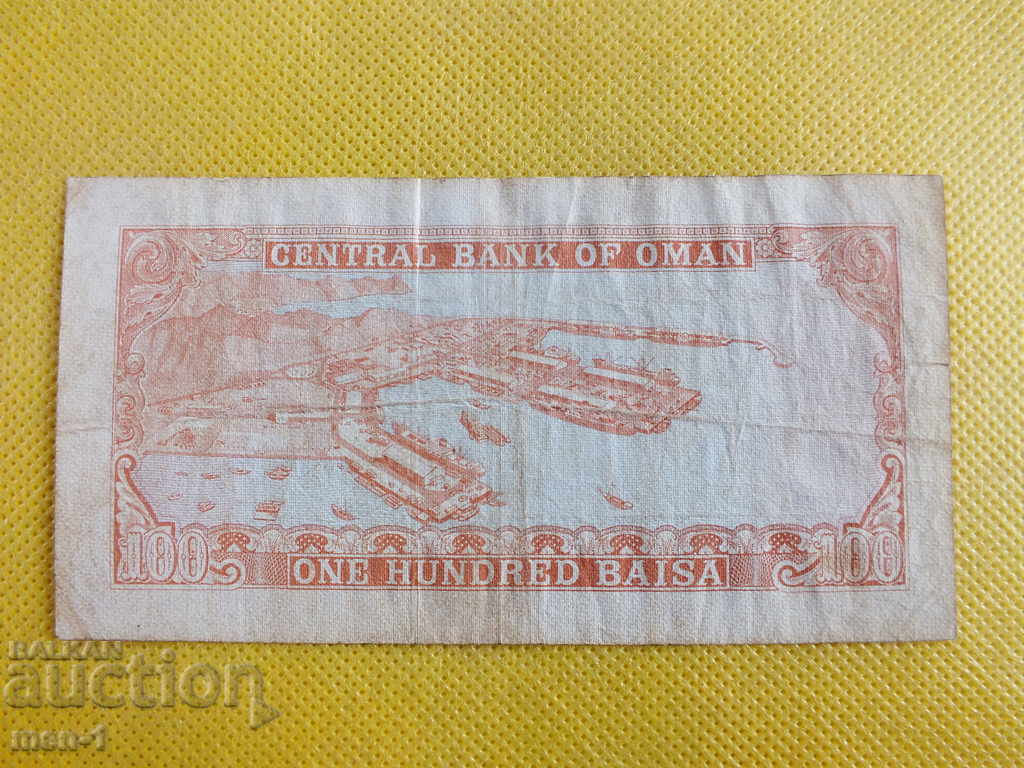 CENTRAL BANK OF OMAN
100 ONE HUNDRED BAISA 100
BALKAN
auction
men-1